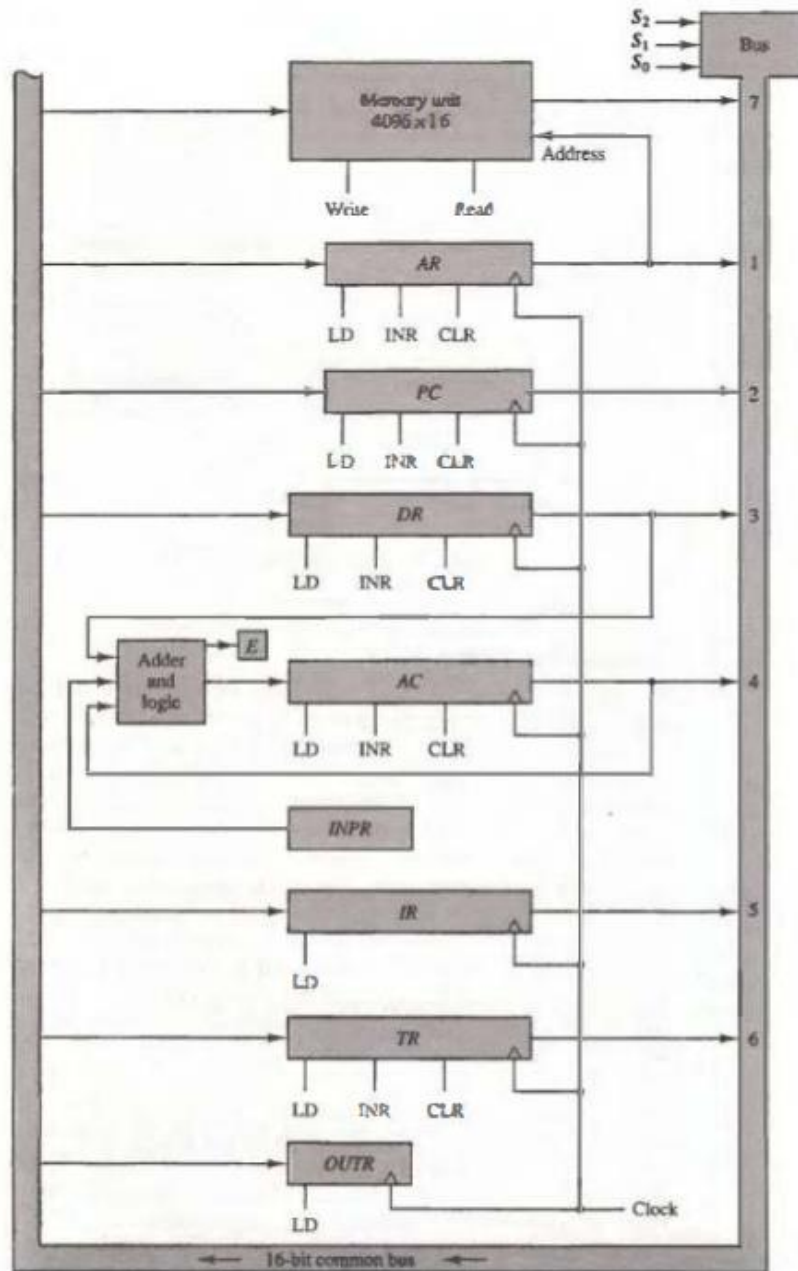 S₂
S₁
S₀
Bus
Memory unit
4096 x 16
7
Address
Write
Read
AR
1
LD INR CLR
PC
2
LD INR CLR
DR
3
LD INR CLR
Adder
and
logic
E
AC
4
LD INR CLR
INPR
IR
5
LD
TR
6
LD INR CLR
OUTR
LD
Clock
16-bit common bus